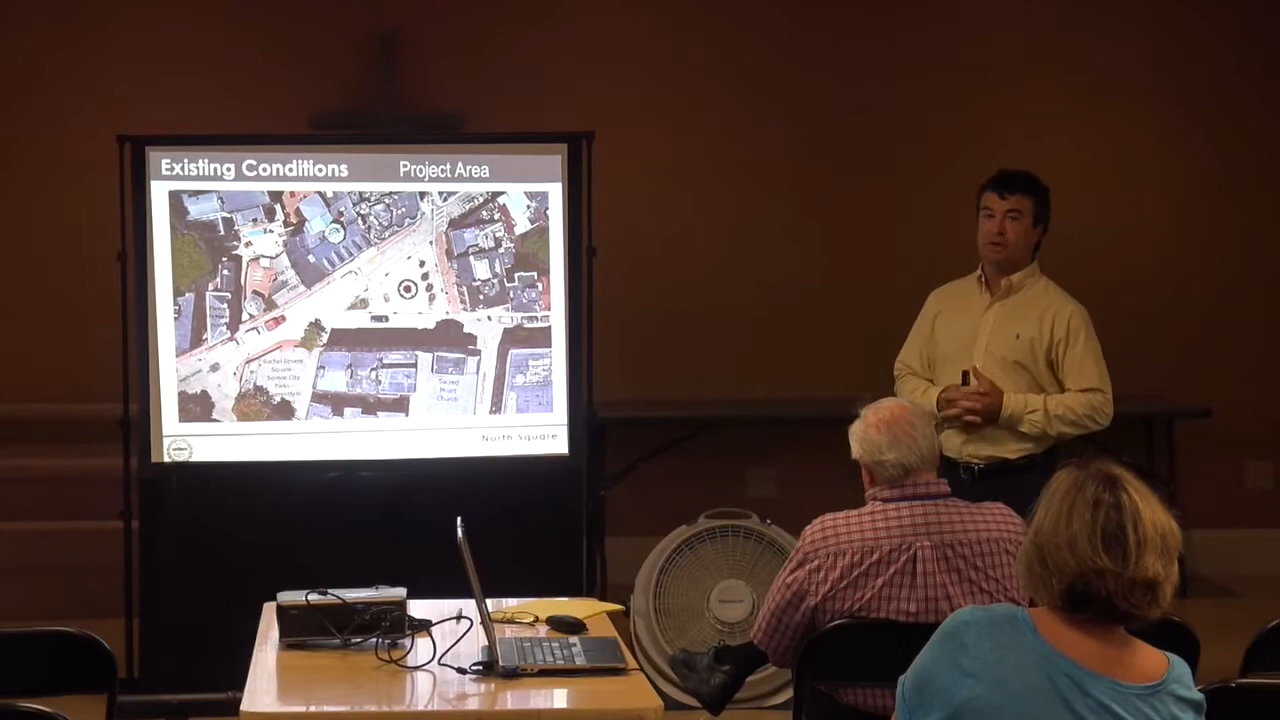 Existing Conditions Project Area
Rachel Revere
Square -
Boston City
Parks
Sacred
Heart
Church
North Square